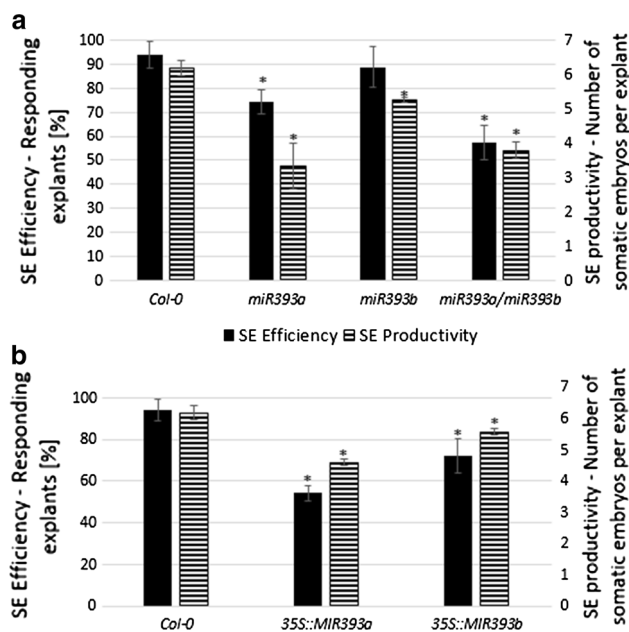 a
SE Efficiency - Responding
explants [%]
100
90
80
70
60
50
40
30
20
10
0
*
*
*
*
*
7
6
5
4
3
2
1
0
SE productivity - Number of
somatic embryos per explant
Col-0
miR393a
miR393b
miR393a/miR393b
SE Efficiency
SE Productivity
b
SE Efficiency - Responding
explants [%]
100
80
60
40
20
0
*
*
*
*
7
6
5
4
3
2
1
0
SE productivity - Number of
somatic embryos per explant
Col-0
35S::MIR393a
35S::MIR393b